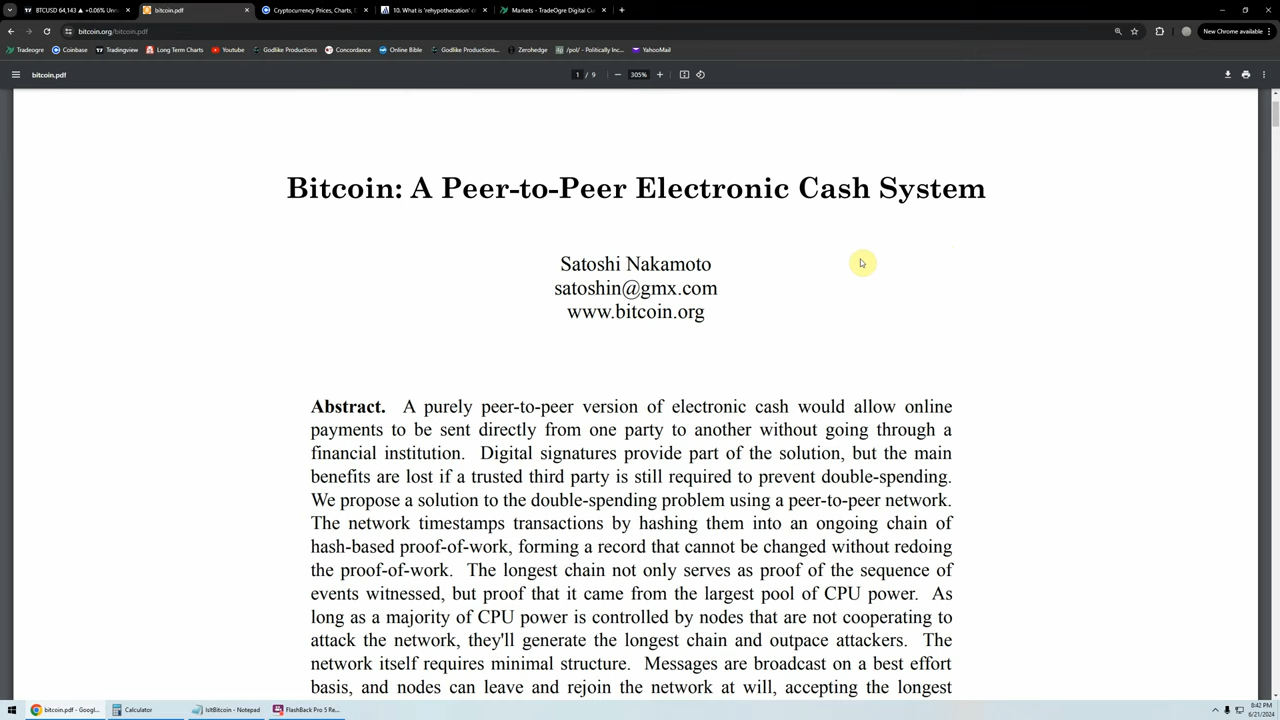 BTCUSD 64,143 ▲ +0.06% Unn
bitcoin.pdf
Cryptocurrency Prices, Charts, D
10. What is 'rehypothecation' of
Markets - TradeOgre Digital Cu
bitcoin.org/bitcoin.pdf
New Chrome available
Tradeogre
Coinbase
Tradingview
Long Term Charts
Youtube
Godlike Productions
Concordance
Online Bible
Godlike Productions...
Zerohedge
/pol/ - Politically Inc...
YahooMail
bitcoin.pdf
1 / 9
305%
Bitcoin: A Peer-to-Peer Electronic Cash System
Satoshi Nakamoto
satoshin@gmx.com
www.bitcoin.org
Abstract. A purely peer-to-peer version of electronic cash would allow online
payments to be sent directly from one party to another without going through a
financial institution. Digital signatures provide part of the solution, but the main
benefits are lost if a trusted third party is still required to prevent double-spending.
We propose a solution to the double-spending problem using a peer-to-peer network.
The network timestamps transactions by hashing them into an ongoing chain of
hash-based proof-of-work, forming a record that cannot be changed without redoing
the proof-of-work. The longest chain not only serves as proof of the sequence of
events witnessed, but proof that it came from the largest pool of CPU power. As
long as a majority of CPU power is controlled by nodes that are not cooperating to
attack the network, they'll generate the longest chain and outpace attackers. The
network itself requires minimal structure. Messages are broadcast on a best effort
basis, and nodes can leave and rejoin the network at will, accepting the longest
bitcoin.pdf - Googl...
Calculator
IsItBitcoin - Notepad
FlashBack Pro 5 Re...
8:42 PM
6/21/2024